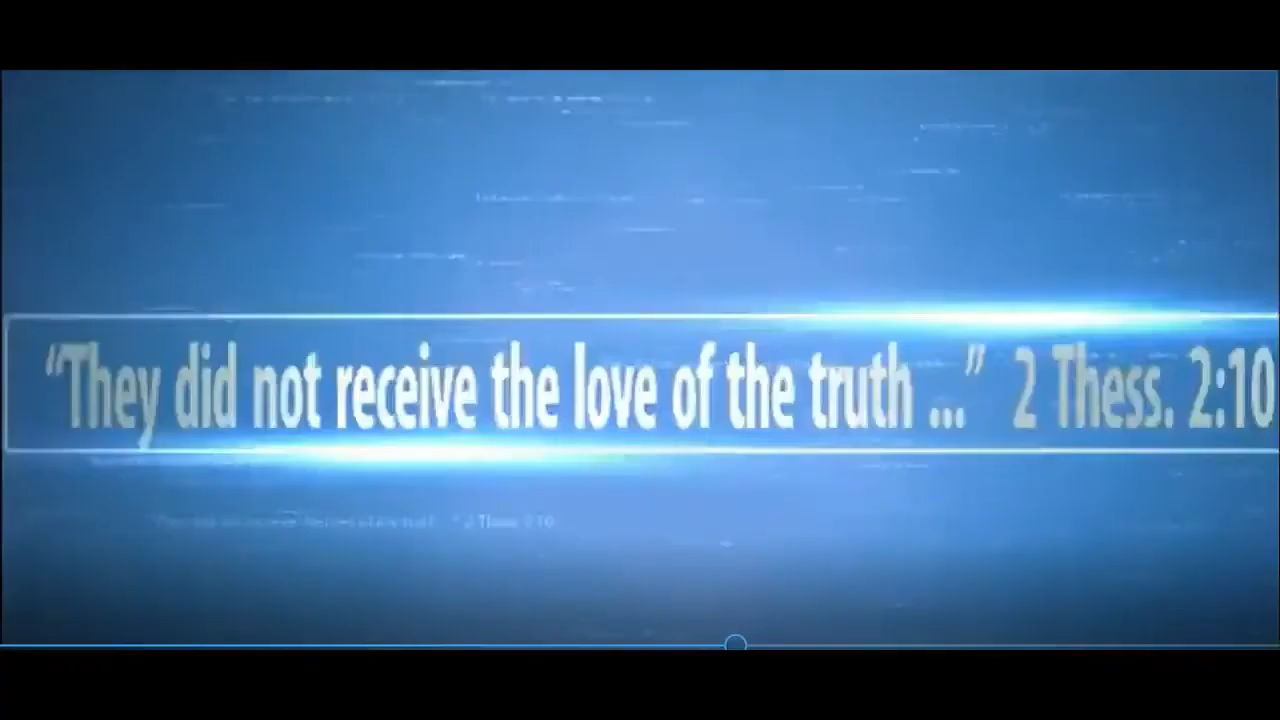 “They did not receive the love of the truth ...” 2 Thess. 2:10